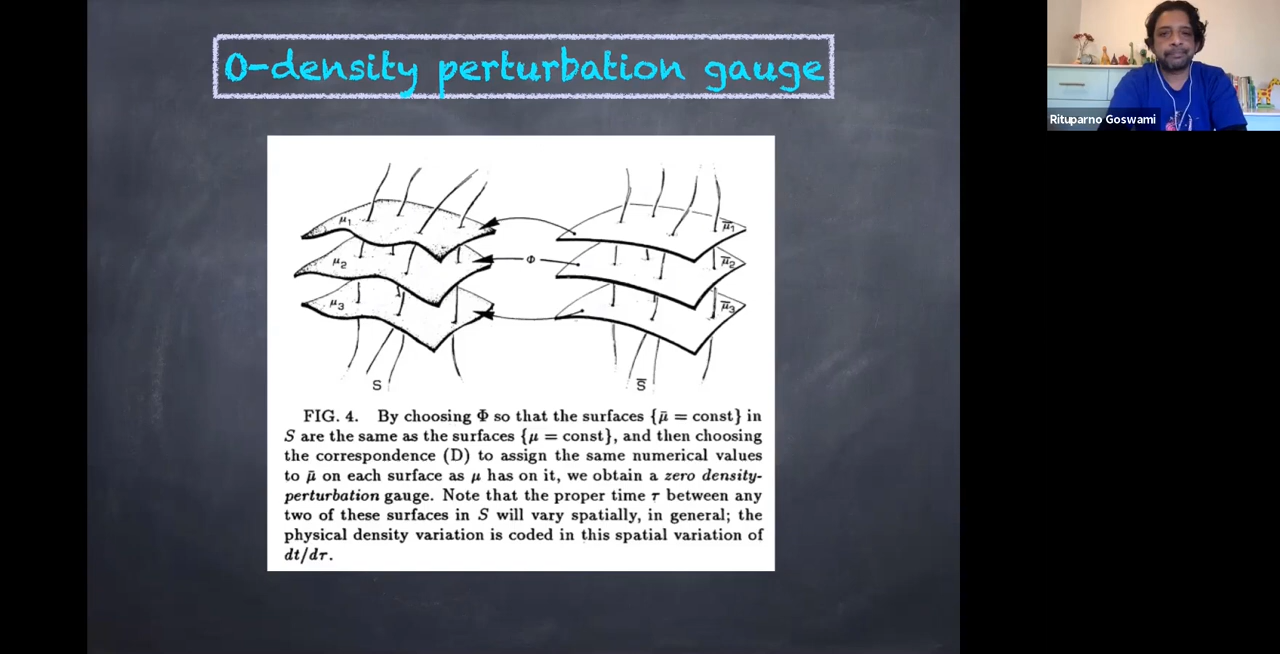 0-density perturbation gauge
Rituparno Goswami
μ₁
μ̄₁
μ₂
Φ
μ̄₂
μ₃
μ̄₃
S
S̄
FIG. 4. By choosing Φ so that the surfaces {μ̄ = const} in
S are the same as the surfaces {μ = const}, and then choosing
the correspondence (D) to assign the same numerical values
to μ̄ on each surface as μ has on it, we obtain a zero density-
perturbation gauge. Note that the proper time τ between any
two of these surfaces in S will vary spatially, in general; the
physical density variation is coded in this spatial variation of
dt/dτ.